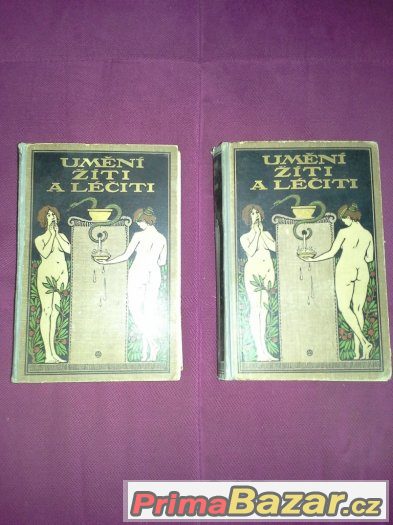 UMĚNÍ
ŽÍTI
A LÉČITI
UMĚNÍ
ŽÍTI
A LÉČITI
PrimaBazar.cz